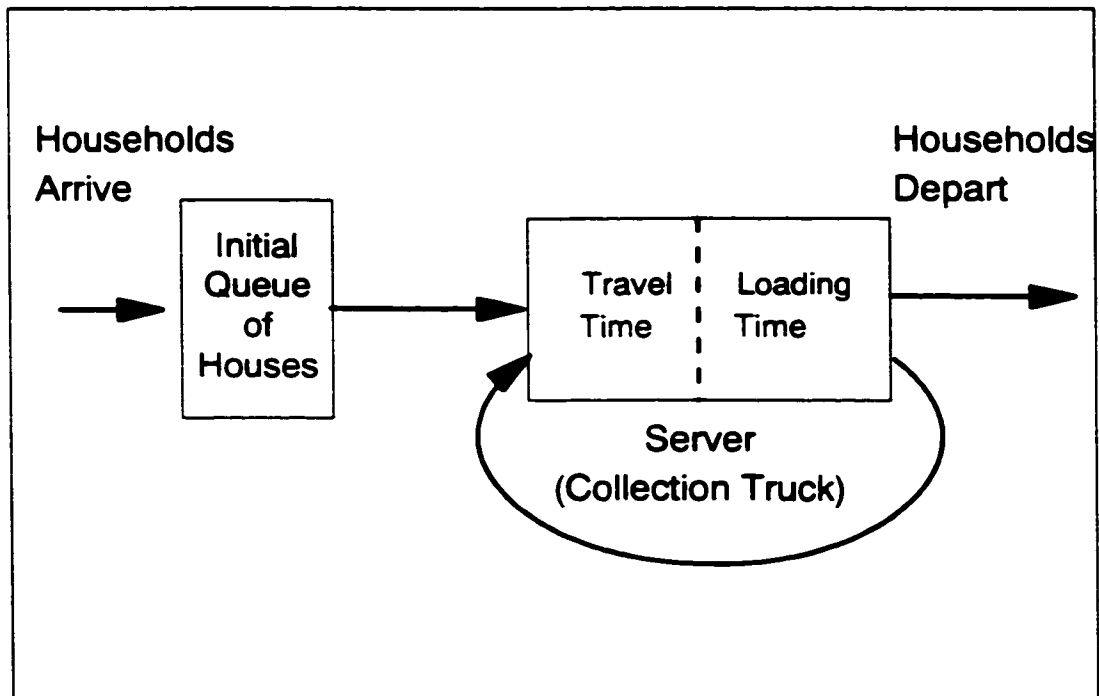 Households
Arrive
Households
Depart
Initial
Queue
of
Houses
Travel
Time
Loading
Time
Server
(Collection Truck)